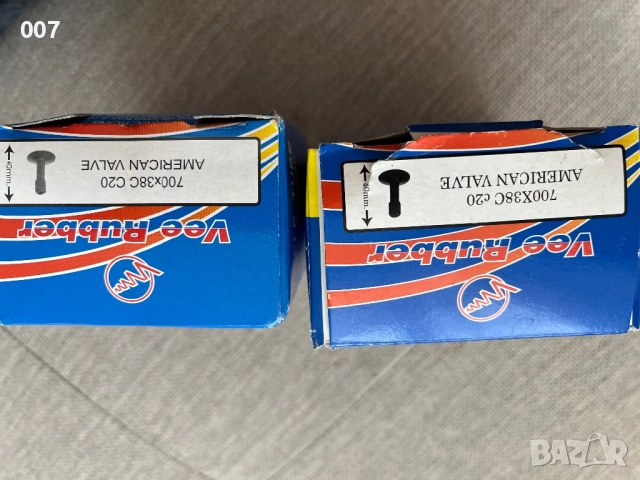 007
700x38C C20
AMERICAN VALVE
40mm
Vee Rubber
700X38C c20
AMERICAN VALVE
40mm.
Vee Rubber
BAZAR